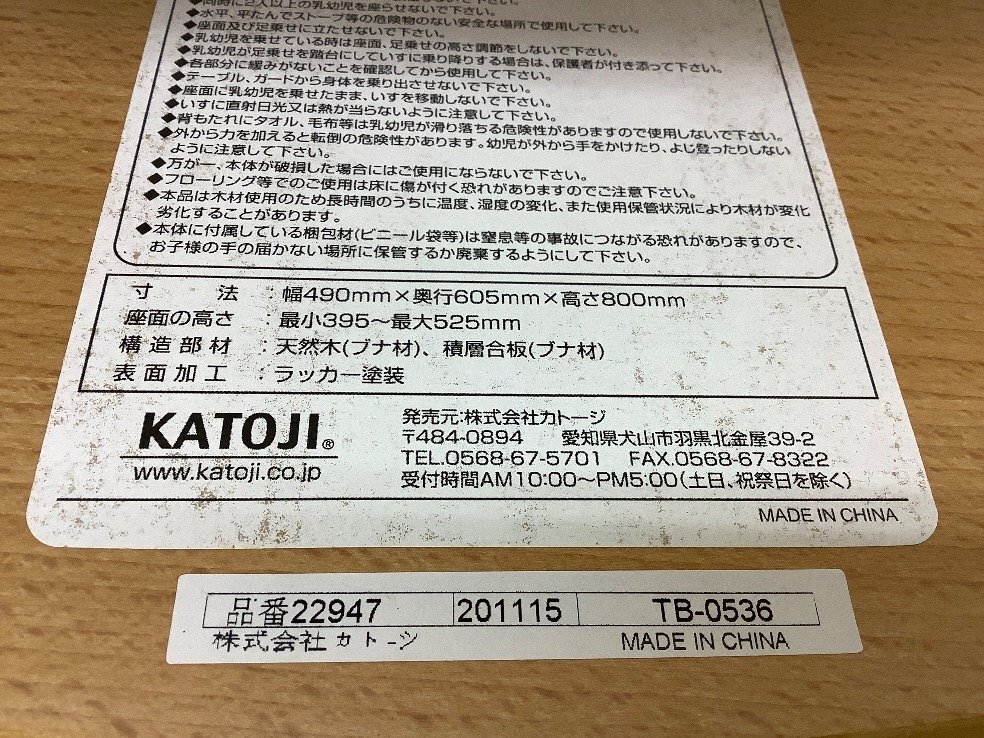 ◆同時に2人以上の乳幼児を座らせないで下さい。
◆水平、平たんでストーブ等の危険物のない安全な場所で使用して下さい。
◆座面及び足乗せに立たせないで下さい。
◆乳幼児を乗せている時は座面、足乗せの高さ調節をしないで下さい。
◆乳幼児が足乗せを踏台にしていすに乗り降りする場合は、保護者が付き添って下さい。
◆各部分に緩みがないことを確認してから使用して下さい。
◆テーブル、ガードから身体を乗り出させないで下さい。
◆座面に乳幼児を乗せたまま、いすを移動しないで下さい。
◆いすに直射日光又は熱が当らないように注意して下さい。
◆背もたれにタオル、毛布等は乳幼児が滑り落ちる危険性がありますので使用しないで下さい。
◆外から力を加えると転倒の危険性があります。幼児が外から手をかけたり、よじ登ったりしない
ように注意して下さい。
◆万が一、本体が破損した場合にはご使用にならないで下さい。
◆フローリング等でのご使用は床に傷が付く恐れがありますのでご注意下さい。
◆本品は木材使用のため長時間のうちに温度、湿度の変化、また使用保管状況により木材が変化
劣化することがあります。
◆本体に付属している梱包材(ビニール袋等)は窒息等の事故につながる恐れがありますので、
お子様の手の届かない場所に保管するか廃棄するようにして下さい。
寸法:幅490mm×奥行605mm×高さ800mm
座面の高さ:最小395〜最大525mm
構造部材:天然木(ブナ材)、積層合板(ブナ材)
表面加工:ラッカー塗装
KATOJI®
www.katoji.co.jp
発売元:株式会社カトージ
〒484-0894 愛知県犬山市羽黒北金屋39-2
TEL.0568-67-5701 FAX.0568-67-8322
受付時間AM10:00〜PM5:00(土日、祝祭日を除く)
MADE IN CHINA
品番22947 201115 TB-0536
株式会社カトージ MADE IN CHINA